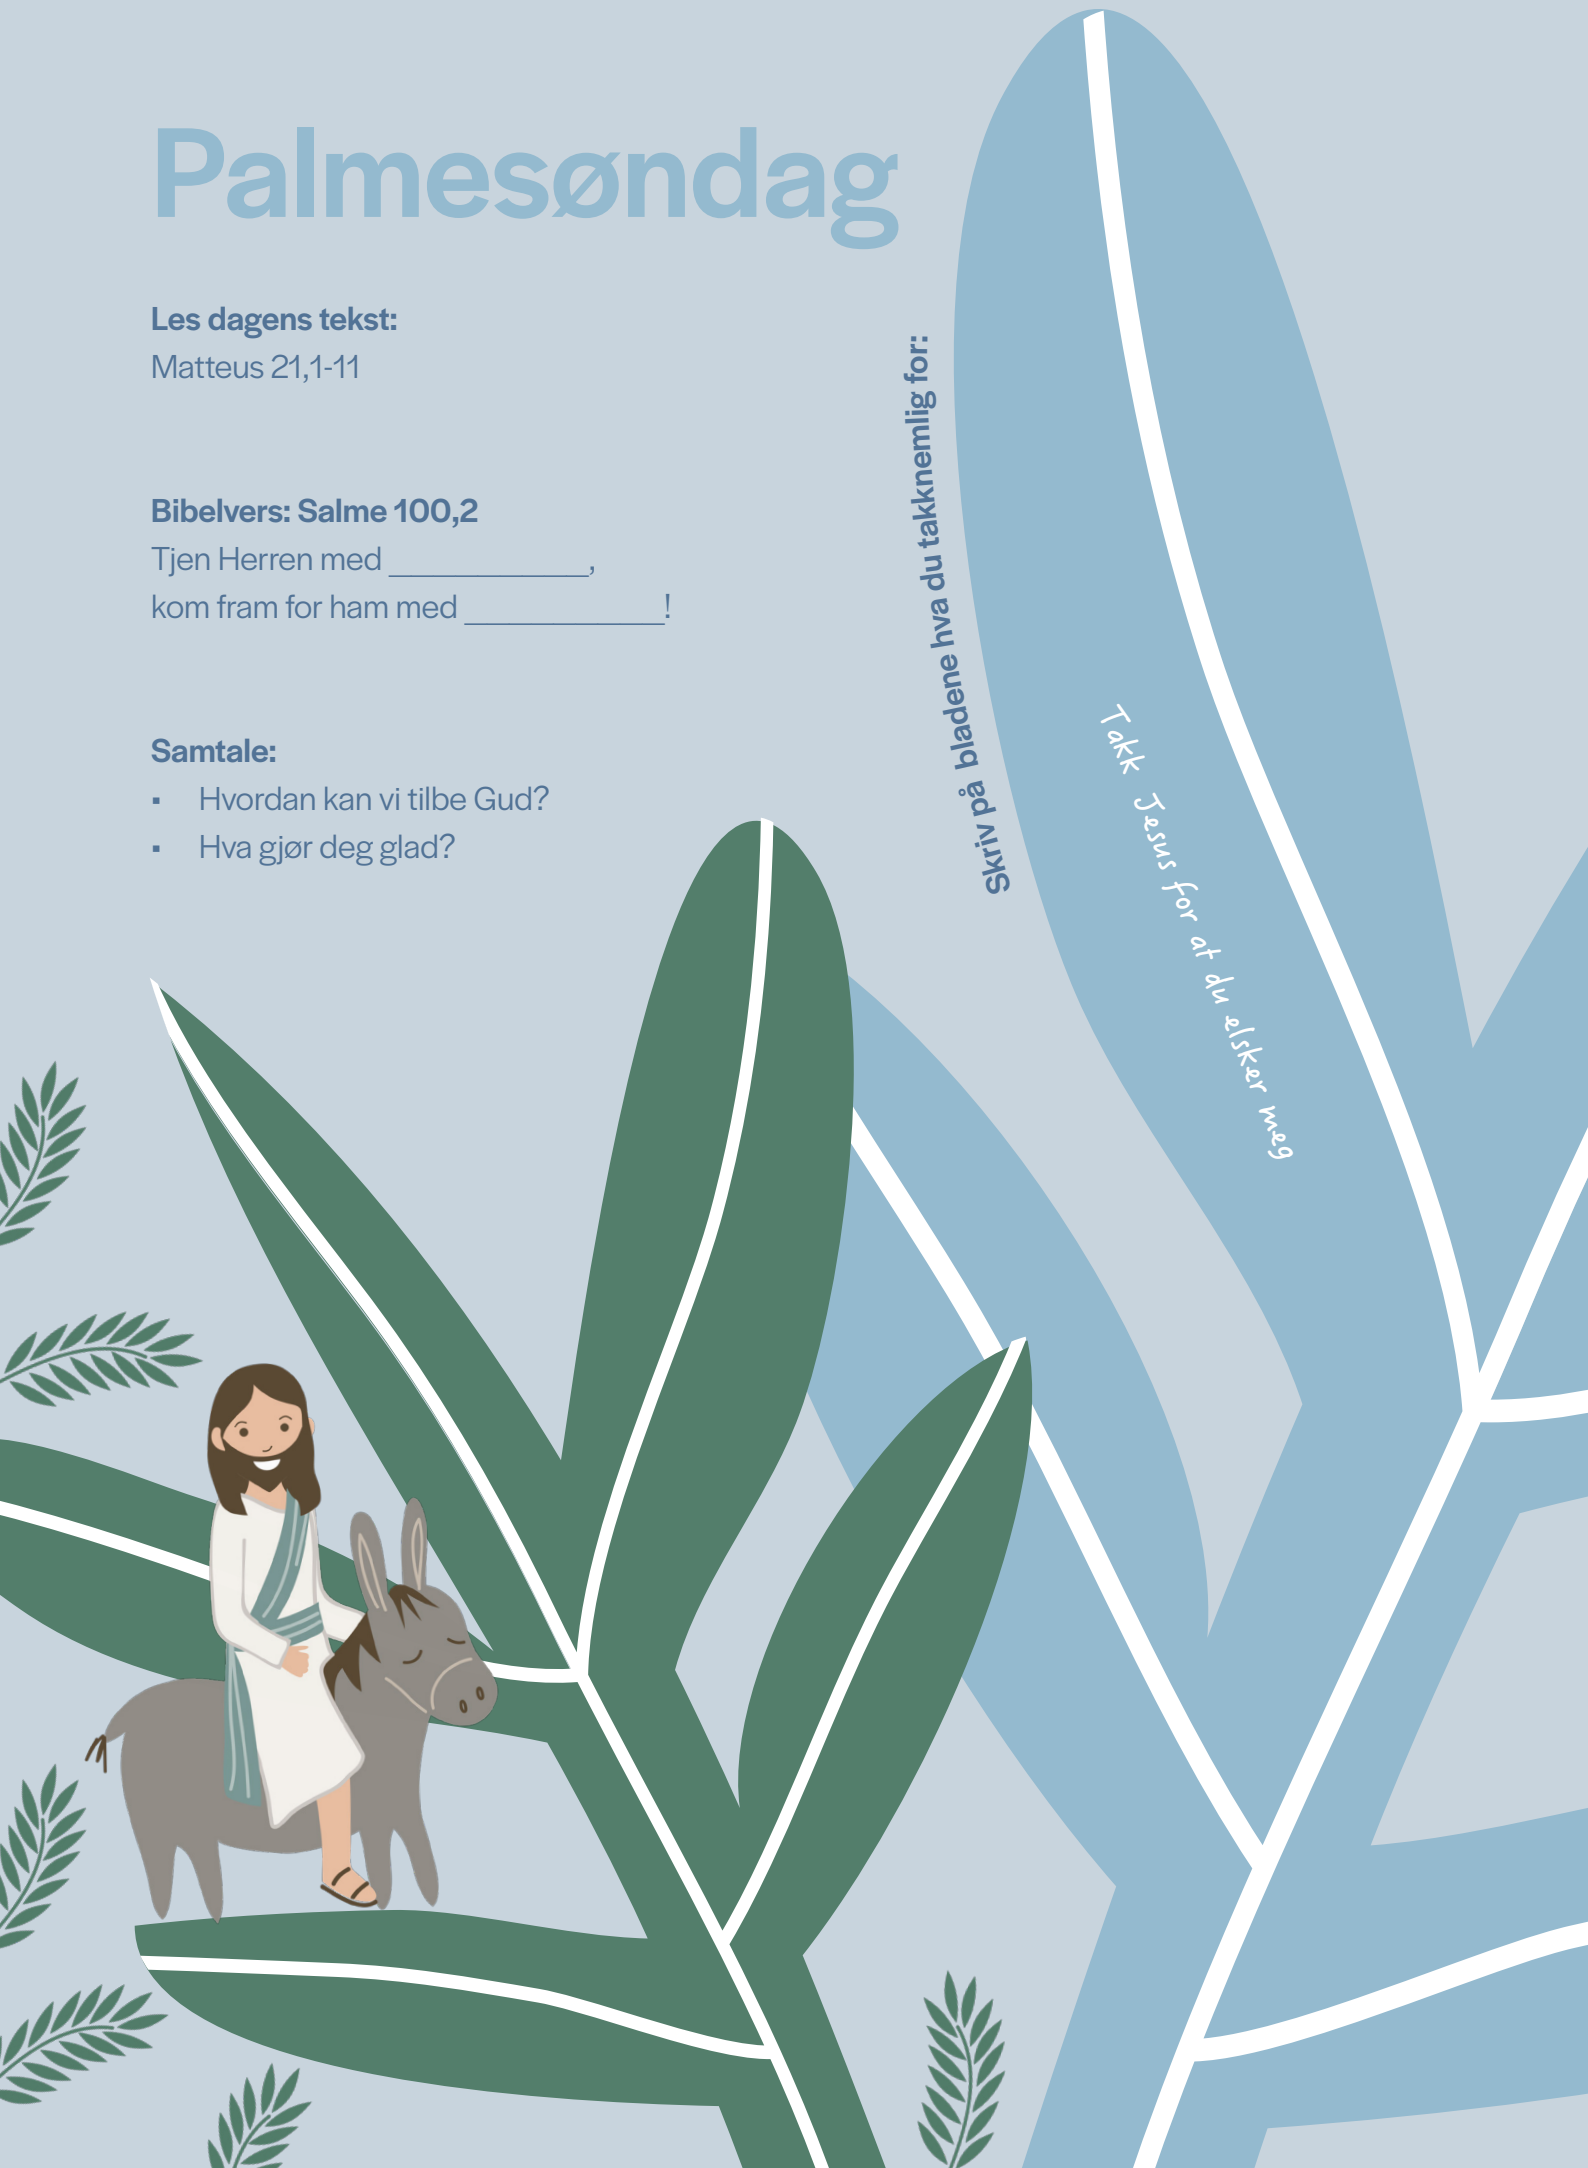 Palmesøndag
Les dagens tekst:
Matteus 21,1-11
Bibelvers: Salme 100,2
Tjen Herren med ____________,
kom fram for ham med ____________!
Samtale:
▪ Hvordan kan vi tilbe Gud?
▪ Hva gjør deg glad?
Skriv på bladene hva du takknemlig for:
Takk Jesus for at du elsker meg